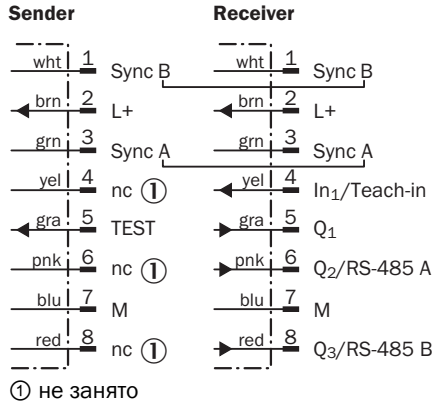 Sender Receiver
wht 1 Sync B wht 1 Sync B
brn 2 L+ brn 2 L+
grn 3 Sync A grn 3 Sync A
yel 4 nc ① yel 4 In₁/Teach-in
gra 5 TEST gra 5 Q₁
pnk 6 nc ① pnk 6 Q₂/RS-485 A
blu 7 M blu 7 M
red 8 nc ① red 8 Q₃/RS-485 B
① не занято